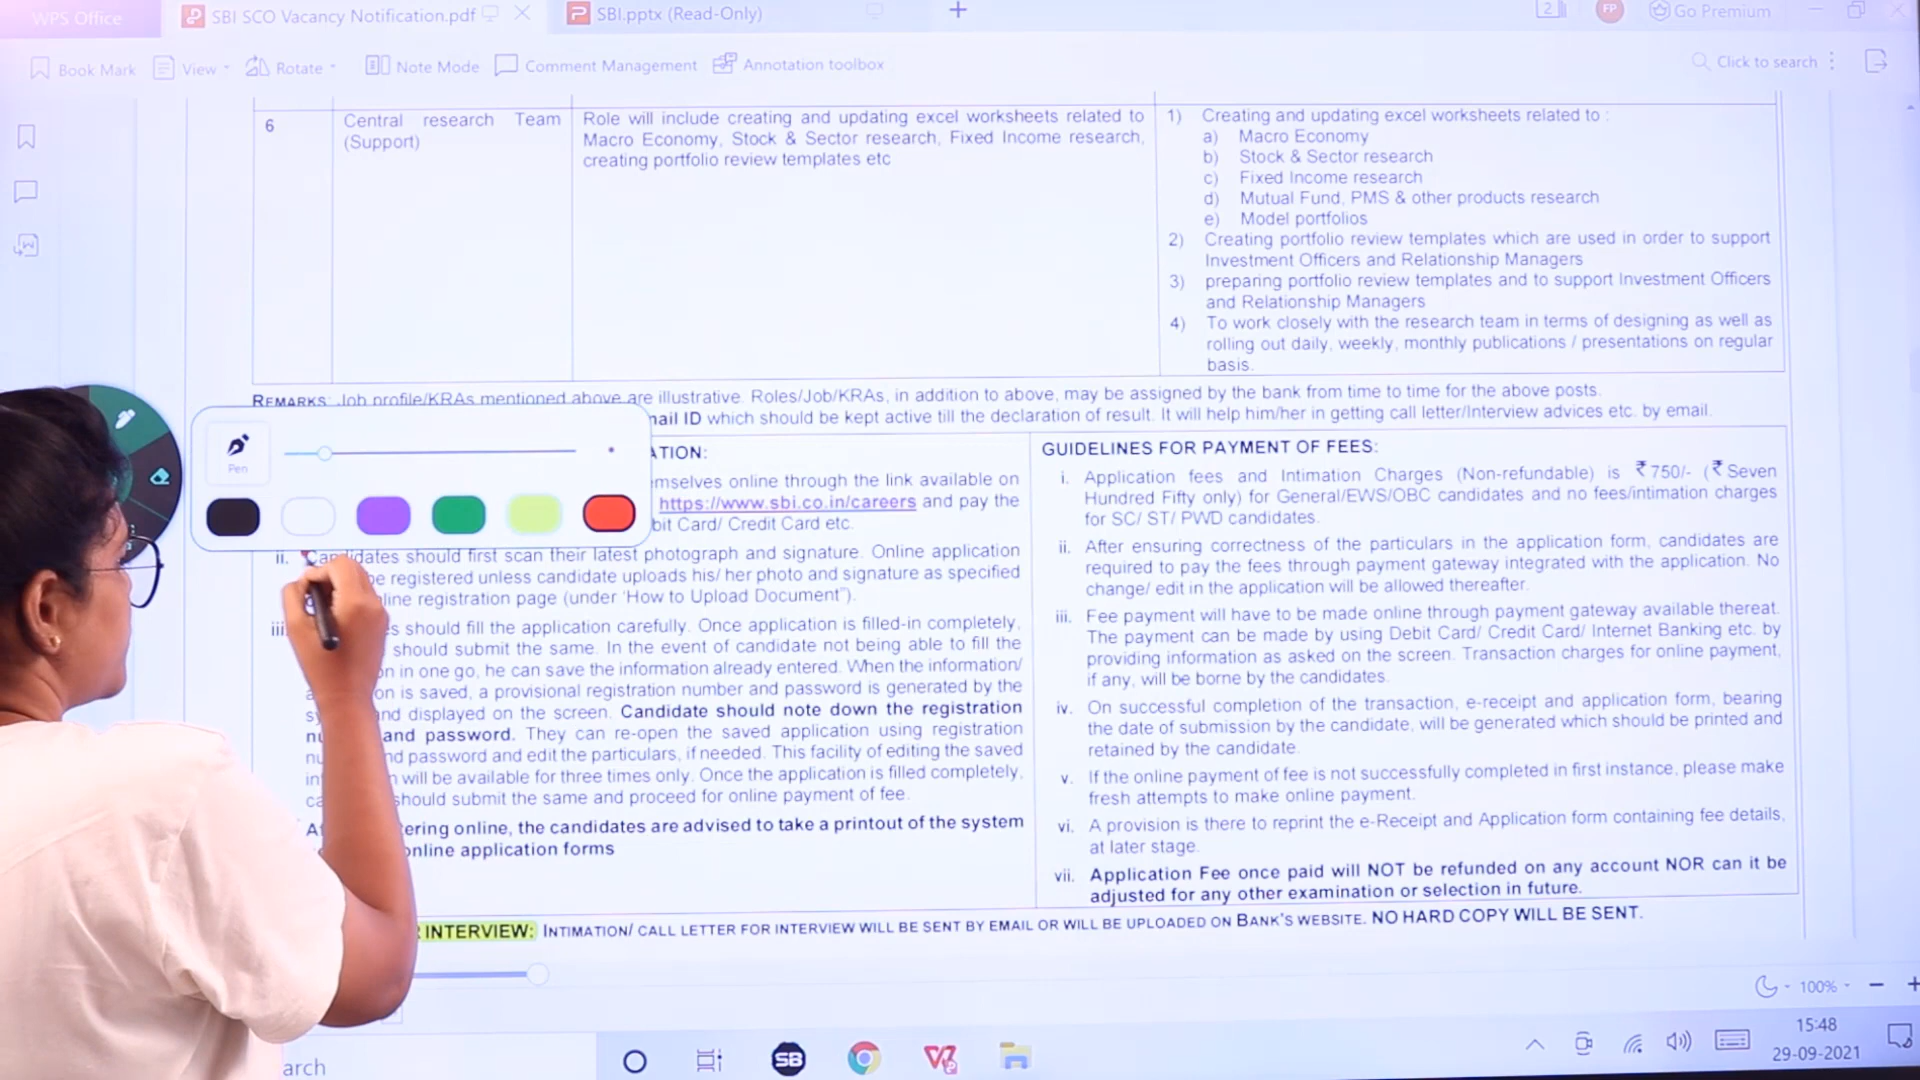 WPS Office
SBI SCO Vacancy Notification.pdf
SBI.pptx (Read-Only)
2
FP
Go Premium
Book Mark
View
Rotate
Note Mode
Comment Management
Annotation toolbox
Click to search
6
Central research Team
(Support)
Role will include creating and updating excel worksheets related to
Macro Economy, Stock & Sector research, Fixed Income research,
creating portfolio review templates etc
1) Creating and updating excel worksheets related to :
a) Macro Economy
b) Stock & Sector research
c) Fixed Income research
d) Mutual Fund, PMS & other products research
e) Model portfolios
2) Creating portfolio review templates which are used in order to support
Investment Officers and Relationship Managers
3) preparing portfolio review templates and to support Investment Officers
and Relationship Managers
4) To work closely with the research team in terms of designing as well as
rolling out daily, weekly, monthly publications / presentations on regular
basis.
REMARKS: Job profile/KRAs mentioned above are illustrative. Roles/Job/KRAs, in addition to above, may be assigned by the bank from time to time for the above posts.
mail ID which should be kept active till the declaration of result. It will help him/her in getting call letter/Interview advices etc. by email.
Pen
ATION:
emselves online through the link available on
https://www.sbi.co.in/careers and pay the
bit Card/ Credit Card etc.
ii. Candidates should first scan their latest photograph and signature. Online application
be registered unless candidate uploads his/ her photo and signature as specified
line registration page (under 'How to Upload Document").
iii. s should fill the application carefully. Once application is filled-in completely,
should submit the same. In the event of candidate not being able to fill the
on in one go, he can save the information already entered. When the information/
on is saved, a provisional registration number and password is generated by the
nd displayed on the screen. Candidate should note down the registration
and password. They can re-open the saved application using registration
nd password and edit the particulars, if needed. This facility of editing the saved
will be available for three times only. Once the application is filled completely,
should submit the same and proceed for online payment of fee.
tering online, the candidates are advised to take a printout of the system
online application forms
GUIDELINES FOR PAYMENT OF FEES:
i. Application fees and Intimation Charges (Non-refundable) is ₹750/- (₹Seven
Hundred Fifty only) for General/EWS/OBC candidates and no fees/intimation charges
for SC/ ST/ PWD candidates.
ii. After ensuring correctness of the particulars in the application form, candidates are
required to pay the fees through payment gateway integrated with the application. No
change/ edit in the application will be allowed thereafter.
iii. Fee payment will have to be made online through payment gateway available thereat.
The payment can be made by using Debit Card/ Credit Card/ Internet Banking etc. by
providing information as asked on the screen. Transaction charges for online payment,
if any, will be borne by the candidates.
iv. On successful completion of the transaction, e-receipt and application form, bearing
the date of submission by the candidate, will be generated which should be printed and
retained by the candidate.
v. If the online payment of fee is not successfully completed in first instance, please make
fresh attempts to make online payment.
vi. A provision is there to reprint the e-Receipt and Application form containing fee details,
at later stage.
vii. Application Fee once paid will NOT be refunded on any account NOR can it be
adjusted for any other examination or selection in future.
INTERVIEW: INTIMATION/ CALL LETTER FOR INTERVIEW WILL BE SENT BY EMAIL OR WILL BE UPLOADED ON BANK'S WEBSITE. NO HARD COPY WILL BE SENT.
100%
arch
SB
15:48
29-09-2021